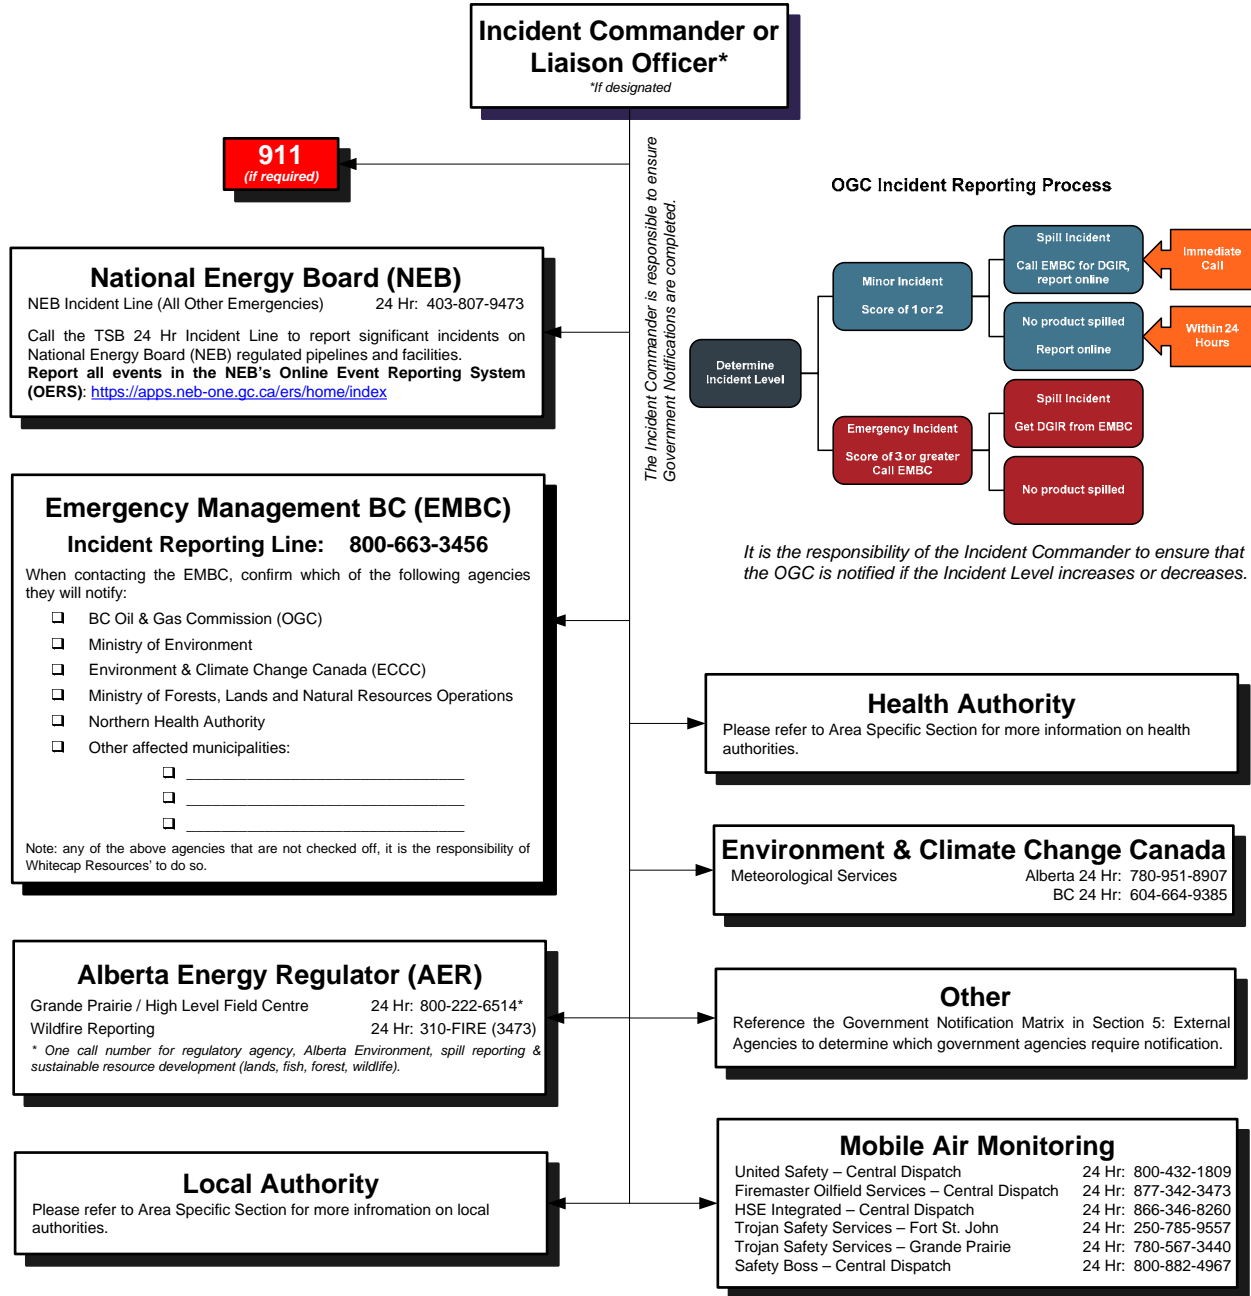 Incident Commander or
Liaison Officer*
*If designated
911
(if required)
The Incident Commander is responsible to ensure
Government Notifications are completed.
National Energy Board (NEB)
NEB Incident Line (All Other Emergencies) 24 Hr: 403-807-9473
Call the TSB 24 Hr Incident Line to report significant incidents on
National Energy Board (NEB) regulated pipelines and facilities.
Report all events in the NEB's Online Event Reporting System
(OERS): https://apps.neb-one.gc.ca/ers/home/index
OGC Incident Reporting Process
Determine
Incident Level
Minor Incident
Score of 1 or 2
Spill Incident
Call EMBC for DGIR,
report online
Immediate
Call
No product spilled
Report online
Within 24
Hours
Emergency Incident
Score of 3 or greater
Call EMBC
Spill Incident
Get DGIR from EMBC
No product spilled
It is the responsibility of the Incident Commander to ensure that
the OGC is notified if the Incident Level increases or decreases.
Emergency Management BC (EMBC)
Incident Reporting Line: 800-663-3456
When contacting the EMBC, confirm which of the following agencies
they will notify:
❑ BC Oil & Gas Commission (OGC)
❑ Ministry of Environment
❑ Environment & Climate Change Canada (ECCC)
❑ Ministry of Forests, Lands and Natural Resources Operations
❑ Northern Health Authority
❑ Other affected municipalities:
❑ ________________________________
❑ ________________________________
❑ ________________________________
Note: any of the above agencies that are not checked off, it is the responsibility of
Whitecap Resources' to do so.
Health Authority
Please refer to Area Specific Section for more information on health
authorities.
Environment & Climate Change Canada
Meteorological Services Alberta 24 Hr: 780-951-8907
BC 24 Hr: 604-664-9385
Alberta Energy Regulator (AER)
Grande Prairie / High Level Field Centre 24 Hr: 800-222-6514*
Wildfire Reporting 24 Hr: 310-FIRE (3473)
* One call number for regulatory agency, Alberta Environment, spill reporting &
sustainable resource development (lands, fish, forest, wildlife).
Other
Reference the Government Notification Matrix in Section 5: External
Agencies to determine which government agencies require notification.
Local Authority
Please refer to Area Specific Section for more infromation on local
authorities.
Mobile Air Monitoring
United Safety – Central Dispatch 24 Hr: 800-432-1809
Firemaster Oilfield Services – Central Dispatch 24 Hr: 877-342-3473
HSE Integrated – Central Dispatch 24 Hr: 866-346-8260
Trojan Safety Services – Fort St. John 24 Hr: 250-785-9557
Trojan Safety Services – Grande Prairie 24 Hr: 780-567-3440
Safety Boss – Central Dispatch 24 Hr: 800-882-4967